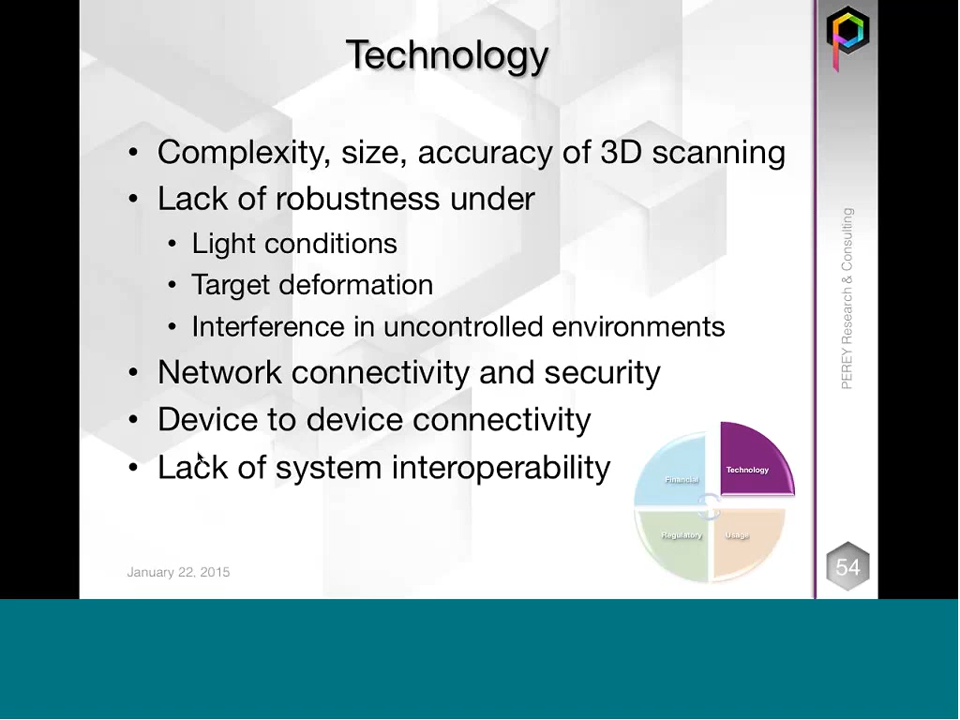 Technology
• Complexity, size, accuracy of 3D scanning
• Lack of robustness under
• Light conditions
• Target deformation
• Interference in uncontrolled environments
• Network connectivity and security
• Device to device connectivity
• Lack of system interoperability
Financial
Technology
Regulatory
Usage
January 22, 2015
PEREY Research & Consulting
54